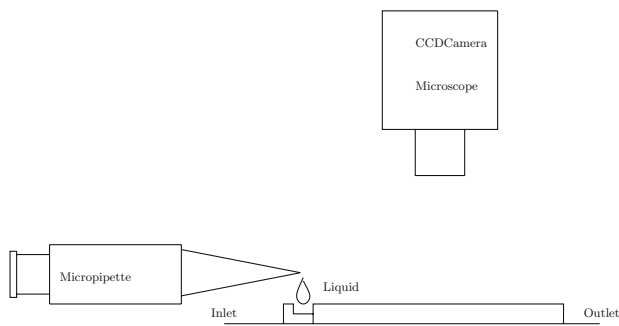 CCDCamera
Microscope
Micropipette
Liquid
Inlet
Outlet